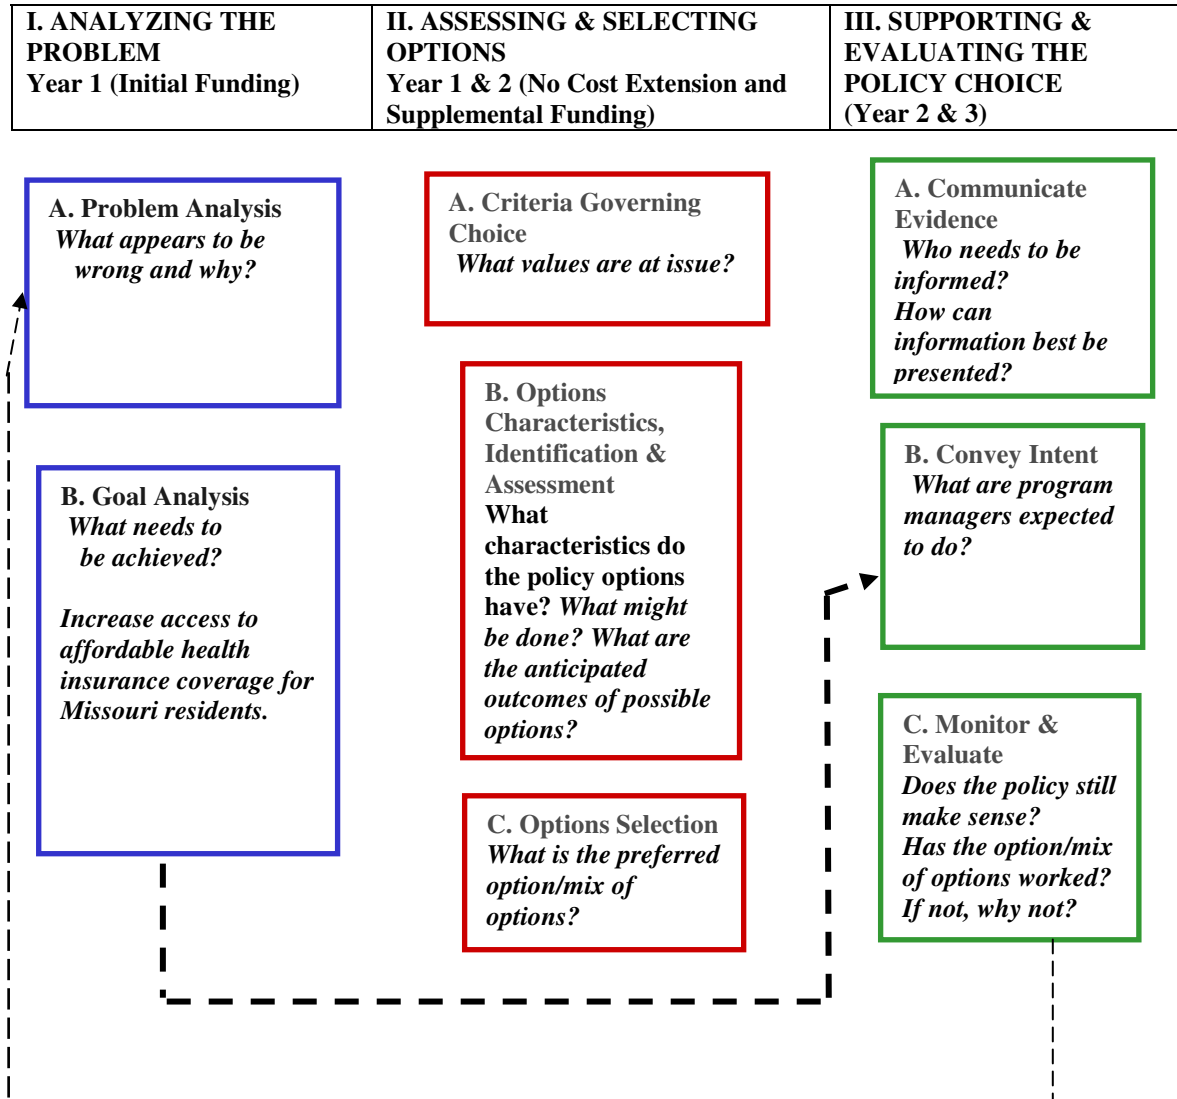 I. ANALYZING THE
PROBLEM
Year 1 (Initial Funding)
II. ASSESSING & SELECTING
OPTIONS
Year 1 & 2 (No Cost Extension and
Supplemental Funding)
III. SUPPORTING &
EVALUATING THE
POLICY CHOICE
(Year 2 & 3)
A. Problem Analysis
What appears to be
wrong and why?
B. Goal Analysis
What needs to
be achieved?
Increase access to
affordable health
insurance coverage for
Missouri residents.
A. Criteria Governing
Choice
What values are at issue?
B. Options
Characteristics,
Identification &
Assessment
What
characteristics do
the policy options
have? What might
be done? What are
the anticipated
outcomes of possible
options?
C. Options Selection
What is the preferred
option/mix of
options?
A. Communicate
Evidence
Who needs to be
informed?
How can
information best be
presented?
B. Convey Intent
What are program
managers expected
to do?
C. Monitor &
Evaluate
Does the policy still
make sense?
Has the option/mix
of options worked?
If not, why not?